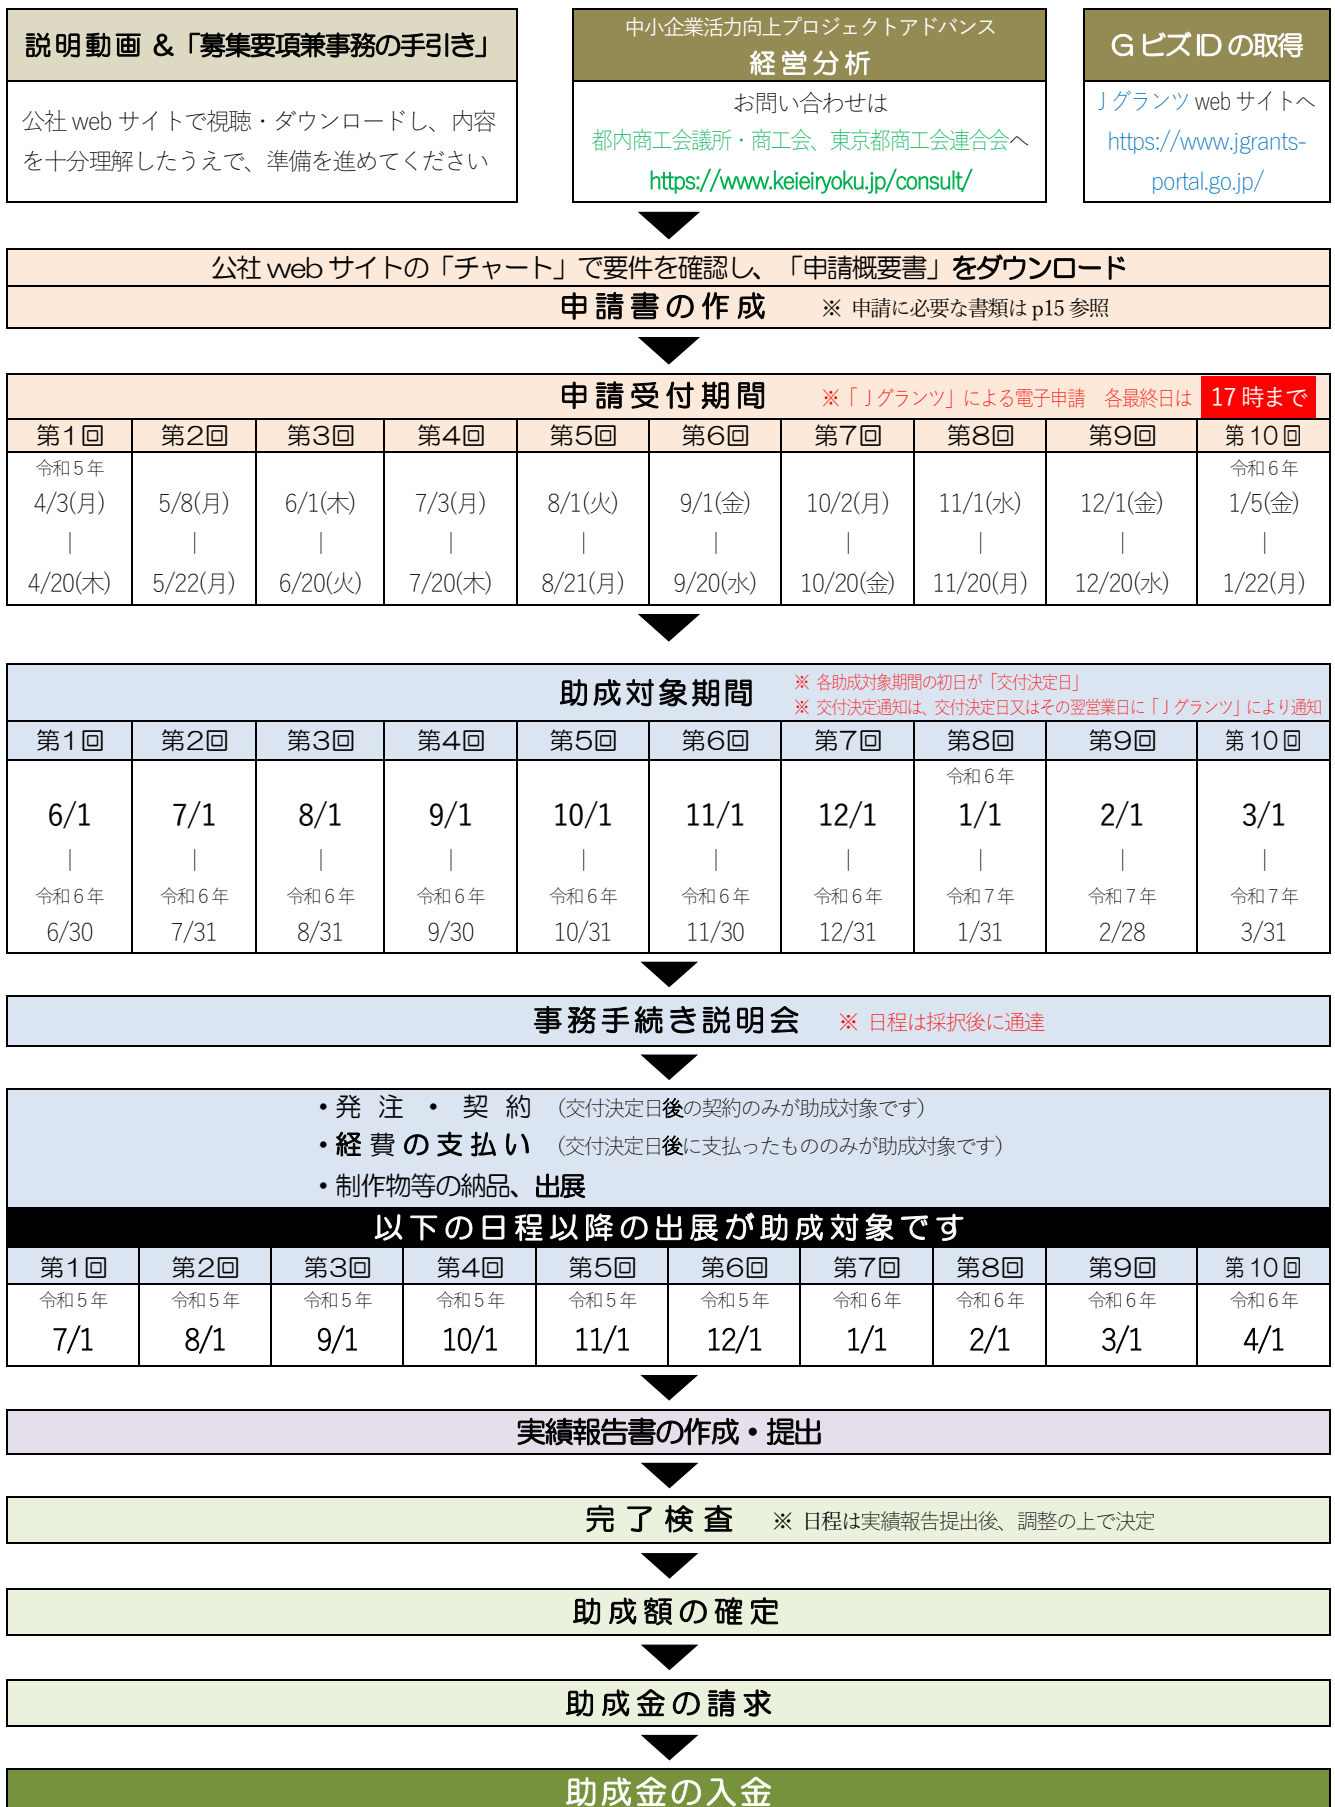 説明動画 &「募集要項兼事務の手引き」
公社 web サイトで視聴・ダウンロードし、内容
を十分理解したうえで、準備を進めてください
中小企業活力向上プロジェクトアドバンス
経営分析
お問い合わせは
都内商工会議所・商工会、東京都商工会連合会へ
https://www.keieiryoku.jp/consult/
GビズIDの取得
Jグランツ web サイトへ
https://www.jgrants-
portal.go.jp/
公社 web サイトの「チャート」で要件を確認し、「申請概要書」をダウンロード
申請書の作成 ※ 申請に必要な書類は p15 参照
申請受付期間 ※「Jグランツ」による電子申請 各最終日は 17 時まで
第1回 第2回 第3回 第4回 第5回 第6回 第7回 第8回 第9回 第10回
令和5年 令和6年
4/3(月) 5/8(月) 6/1(木) 7/3(月) 8/1(火) 9/1(金) 10/2(月) 11/1(水) 12/1(金) 1/5(金)
| | | | | | | | | |
4/20(木) 5/22(月) 6/20(火) 7/20(木) 8/21(月) 9/20(水) 10/20(金) 11/20(月) 12/20(水) 1/22(月)
助成対象期間
※ 各助成対象期間の初日が「交付決定日」
※ 交付決定通知は、交付決定日又はその翌営業日に「Jグランツ」により通知
第1回 第2回 第3回 第4回 第5回 第6回 第7回 第8回 第9回 第10回
令和6年
6/1 7/1 8/1 9/1 10/1 11/1 12/1 1/1 2/1 3/1
| | | | | | | | | |
令和6年 令和6年 令和6年 令和6年 令和6年 令和6年 令和6年 令和7年 令和7年 令和7年
6/30 7/31 8/31 9/30 10/31 11/30 12/31 1/31 2/28 3/31
事務手続き説明会 ※ 日程は採択後に通達
・発注・契約 (交付決定日後の契約のみが助成対象です)
・経費の支払い (交付決定日後に支払ったもののみが助成対象です)
・制作物等の納品、出展
以下の日程以降の出展が助成対象です
第1回 第2回 第3回 第4回 第5回 第6回 第7回 第8回 第9回 第10回
令和5年 令和5年 令和5年 令和5年 令和5年 令和5年 令和6年 令和6年 令和6年 令和6年
7/1 8/1 9/1 10/1 11/1 12/1 1/1 2/1 3/1 4/1
実績報告書の作成・提出
完了検査 ※ 日程は実績報告提出後、調整の上で決定
助成額の確定
助成金の請求
助成金の入金